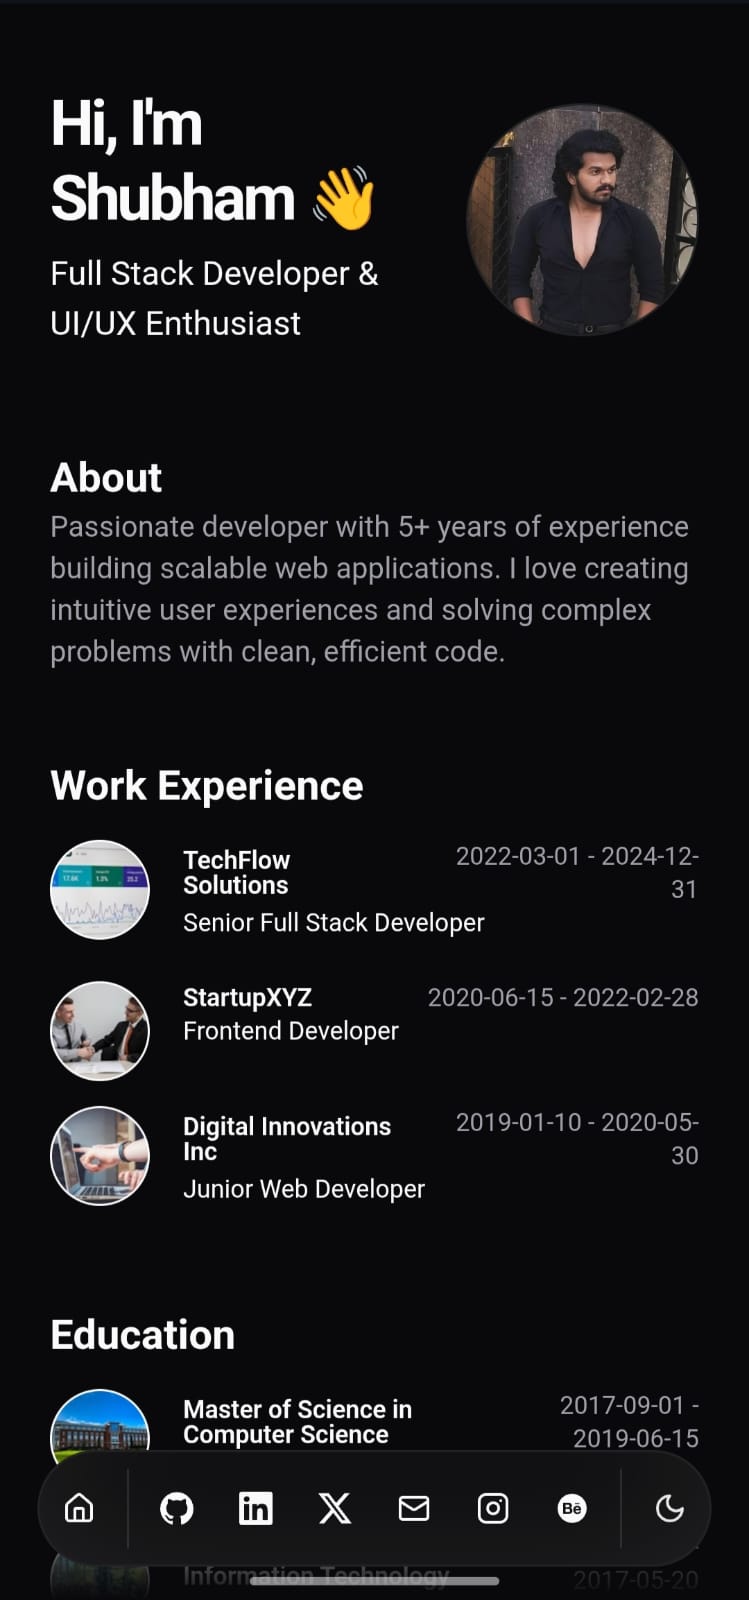 Hi, I'm
Shubham 👋
Full Stack Developer &
UI/UX Enthusiast
About
Passionate developer with 5+ years of experience
building scalable web applications. I love creating
intuitive user experiences and solving complex
problems with clean, efficient code.
Work Experience
TechFlow
Solutions
2022-03-01 - 2024-12-
31
Senior Full Stack Developer
StartupXYZ
2020-06-15 - 2022-02-28
Frontend Developer
Digital Innovations
Inc
2019-01-10 - 2020-05-
30
Junior Web Developer
Education
Master of Science in
Computer Science
2017-09-01 -
2019-06-15
in
X
Bē
Information Technology
2017-05-20